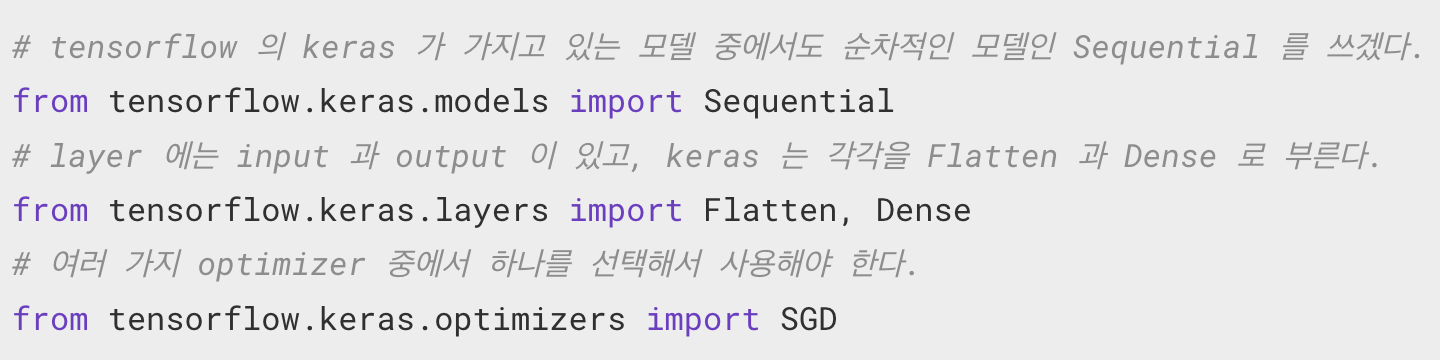 # tensorflow 의 keras 가 가지고 있는 모델 중에서도 순차적인 모델인 Sequential 를 쓰겠다.
from tensorflow.keras.models import Sequential
# layer 에는 input 과 output 이 있고, keras 는 각각을 Flatten 과 Dense 로 부른다.
from tensorflow.keras.layers import Flatten, Dense
# 여러 가지 optimizer 중에서 하나를 선택해서 사용해야 한다.
from tensorflow.keras.optimizers import SGD